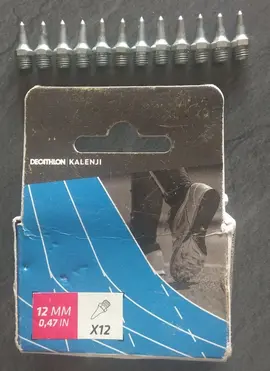 DECATHLON | KALENJI
12 MM
0,47 IN
X12